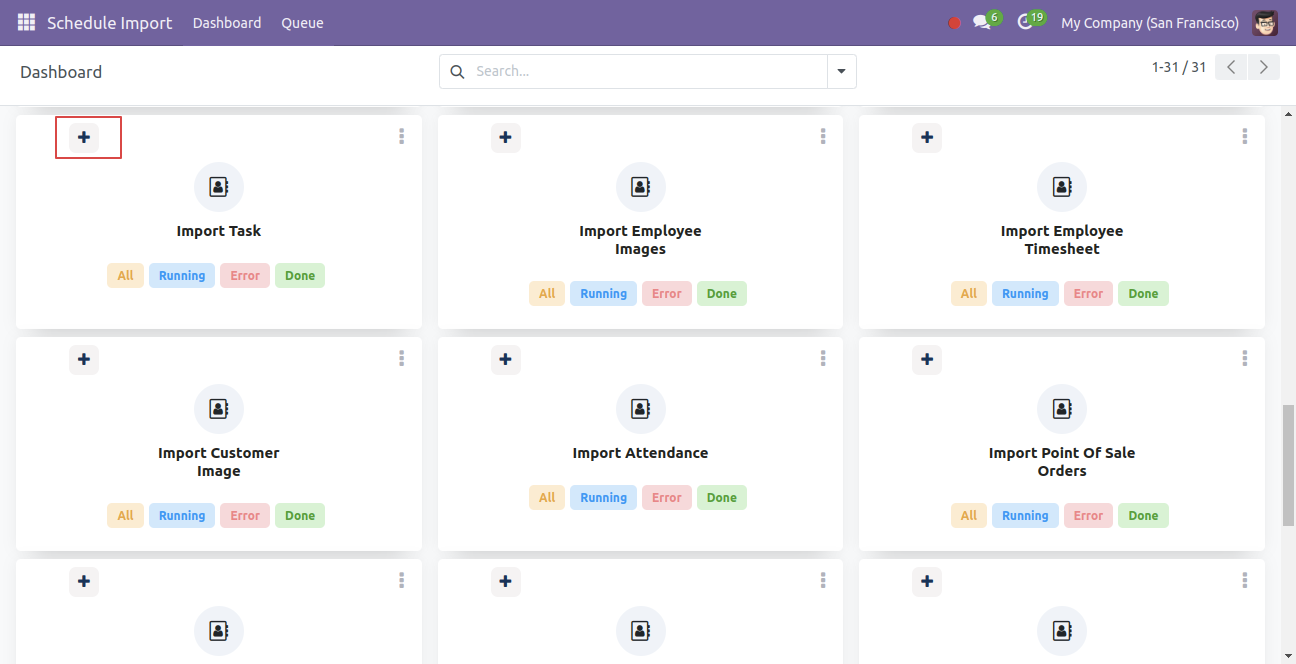 Schedule Import Dashboard Queue 6 19 My Company (San Francisco)
Dashboard Search... 1-31 / 31
Import Task
All Running Error Done
Import Employee
Images
All Running Error Done
Import Employee
Timesheet
All Running Error Done
Import Customer
Image
All Running Error Done
Import Attendance
All Running Error Done
Import Point Of Sale
Orders
All Running Error Done